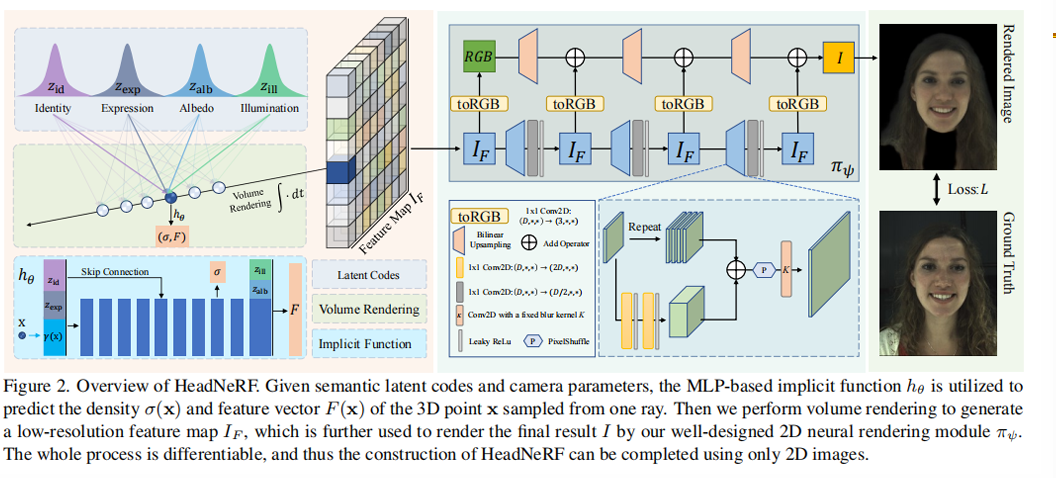 z_id
z_exp
z_alb
z_ill
Identity
Expression
Albedo
Illumination
Volume
Rendering
∫ · dt
h_θ
(σ,F)
Feature Map I_F
h_θ
z_id
z_exp
γ(x)
x
Skip Connection
σ
z_ill
z_alb
F
Latent Codes
Volume Rendering
Implicit Function
RGB
I
toRGB
toRGB
toRGB
toRGB
I_F
I_F
I_F
I_F
π_ψ
toRGB
1x1 Conv2D:
(D,*,*) → (3,*,*)
Bilinear
Upsampling
Add Operator
1x1 Conv2D:(D,*,*) → (2D,*,*)
1x1 Conv2D:(D,*,*) → (D/2,*,*)
K
Conv2D with a fixed blur kernel K
Leaky ReLu
P
PixelShuffle
Repeat
P
K
Rendered Image
Loss: L
Ground Truth
Figure 2. Overview of HeadNeRF. Given semantic latent codes and camera parameters, the MLP-based implicit function h_θ is utilized to
predict the density σ(x) and feature vector F(x) of the 3D point x sampled from one ray. Then we perform volume rendering to generate
a low-resolution feature map I_F, which is further used to render the final result I by our well-designed 2D neural rendering module π_ψ.
The whole process is differentiable, and thus the construction of HeadNeRF can be completed using only 2D images.